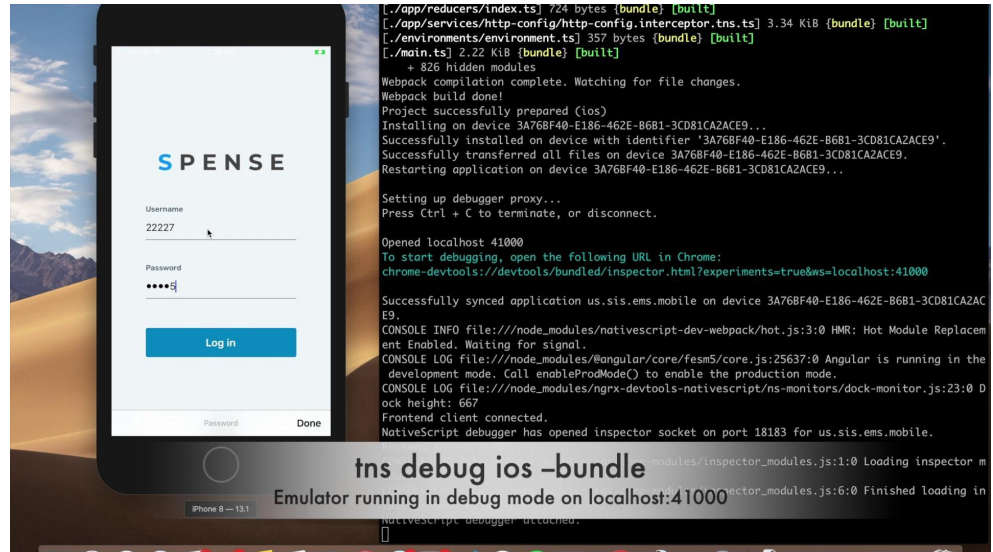 SPENSE
Username
22227
Password
••••5
Log in
Password
Done
iPhone 8 — 13.1
[./app/reducers/index.ts] 724 bytes {bundle} [built]
[./app/services/http-config/http-config.interceptor.tns.ts] 3.34 KiB {bundle} [built]
[./environments/environment.ts] 357 bytes {bundle} [built]
[./main.ts] 2.22 KiB {bundle} [built]
+ 826 hidden modules
Webpack compilation complete. Watching for file changes.
Webpack build done!
Project successfully prepared (ios)
Installing on device 3A76BF40-E186-462E-B6B1-3CD81CA2ACE9...
Successfully installed on device with identifier '3A76BF40-E186-462E-B6B1-3CD81CA2ACE9'.
Successfully transferred all files on device 3A76BF40-E186-462E-B6B1-3CD81CA2ACE9.
Restarting application on device 3A76BF40-E186-462E-B6B1-3CD81CA2ACE9...
Setting up debugger proxy...
Press Ctrl + C to terminate, or disconnect.
Opened localhost 41000
To start debugging, open the following URL in Chrome:
chrome-devtools://devtools/bundled/inspector.html?experiments=true&ws=localhost:41000
Successfully synced application us.sis.ems.mobile on device 3A76BF40-E186-462E-B6B1-3CD81CA2AC
E9.
CONSOLE INFO file:///node_modules/nativescript-dev-webpack/hot.js:3:0 HMR: Hot Module Replacem
ent Enabled. Waiting for signal.
CONSOLE LOG file:///node_modules/@angular/core/fesm5/core.js:25637:0 Angular is running in the
development mode. Call enableProdMode() to enable the production mode.
CONSOLE LOG file:///node_modules/ngrx-devtools-nativescript/ns-monitors/dock-monitor.js:23:0 D
ock height: 667
Frontend client connected.
NativeScript debugger has opened inspector socket on port 18183 for us.sis.ems.mobile.
modules/inspector_modules.js:1:0 Loading inspector m
inspector_modules.js:6:0 Finished loading in
NativeScript debugger attached.
tns debug ios –bundle
Emulator running in debug mode on localhost:41000